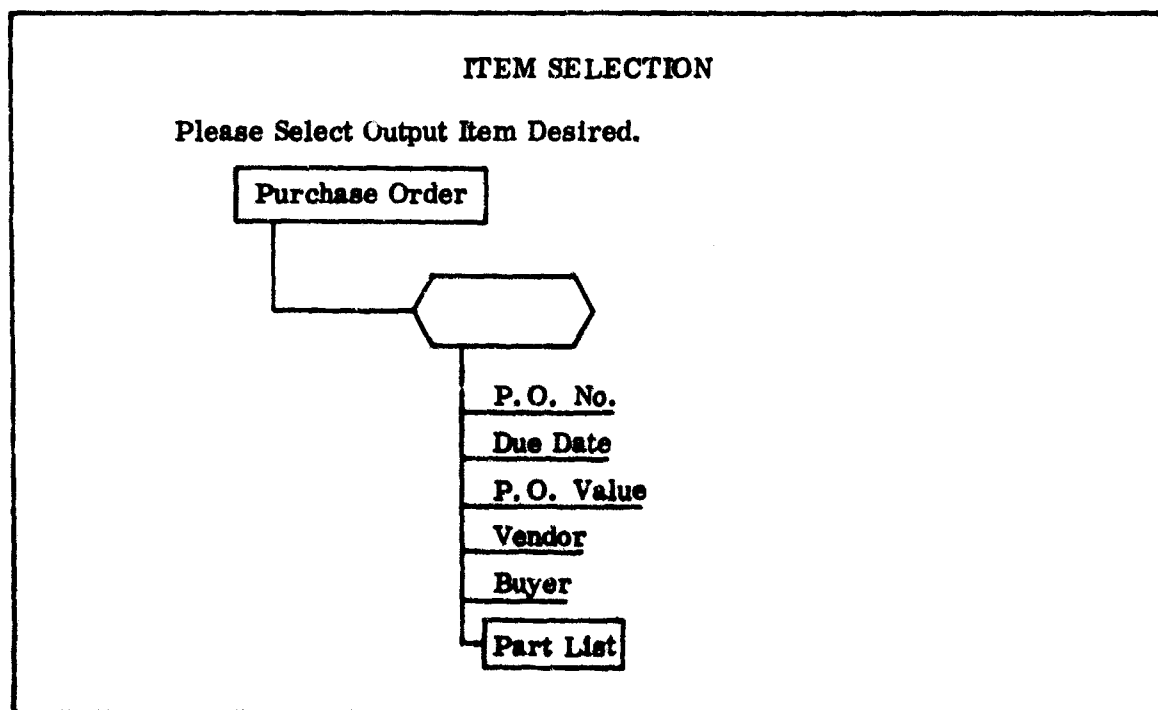 ITEM SELECTION
Please Select Output Item Desired.
Purchase Order
P.O. No.
Due Date
P.O. Value
Vendor
Buyer
Part List